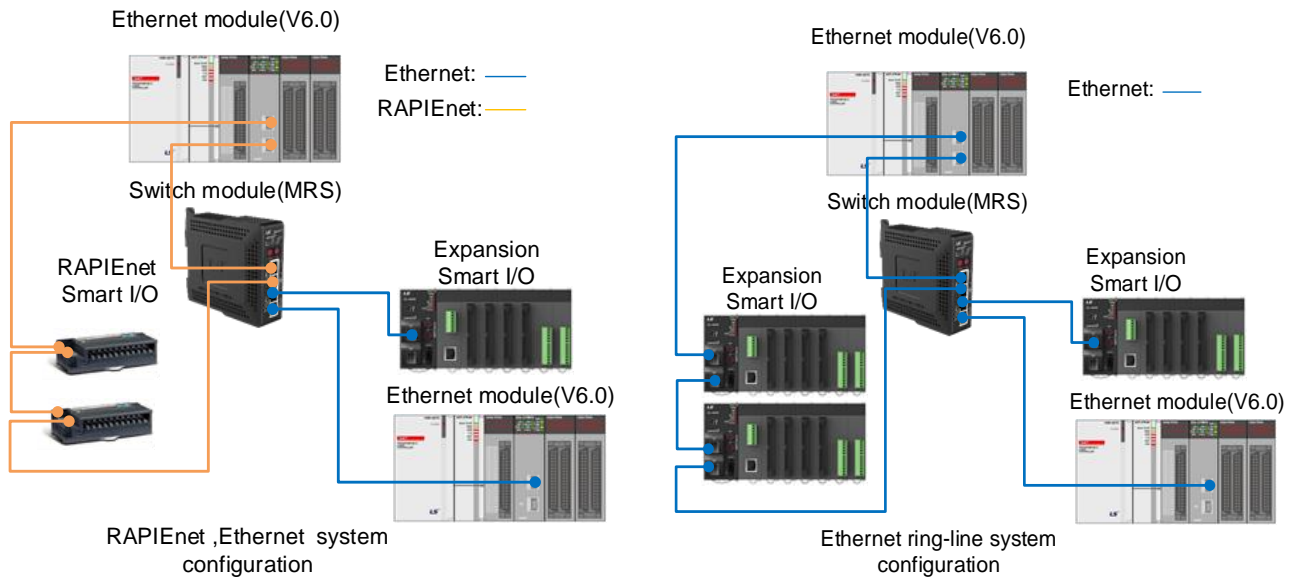 Ethernet module(V6.0)
Ethernet:
RAPIEnet:
Switch module(MRS)
RAPIEnet
Smart I/O
Expansion
Smart I/O
Ethernet module(V6.0)
RAPIEnet ,Ethernet system
configuration
Ethernet module(V6.0)
Ethernet:
Switch module(MRS)
Expansion
Smart I/O
Expansion
Smart I/O
Ethernet module(V6.0)
Ethernet ring-line system
configuration